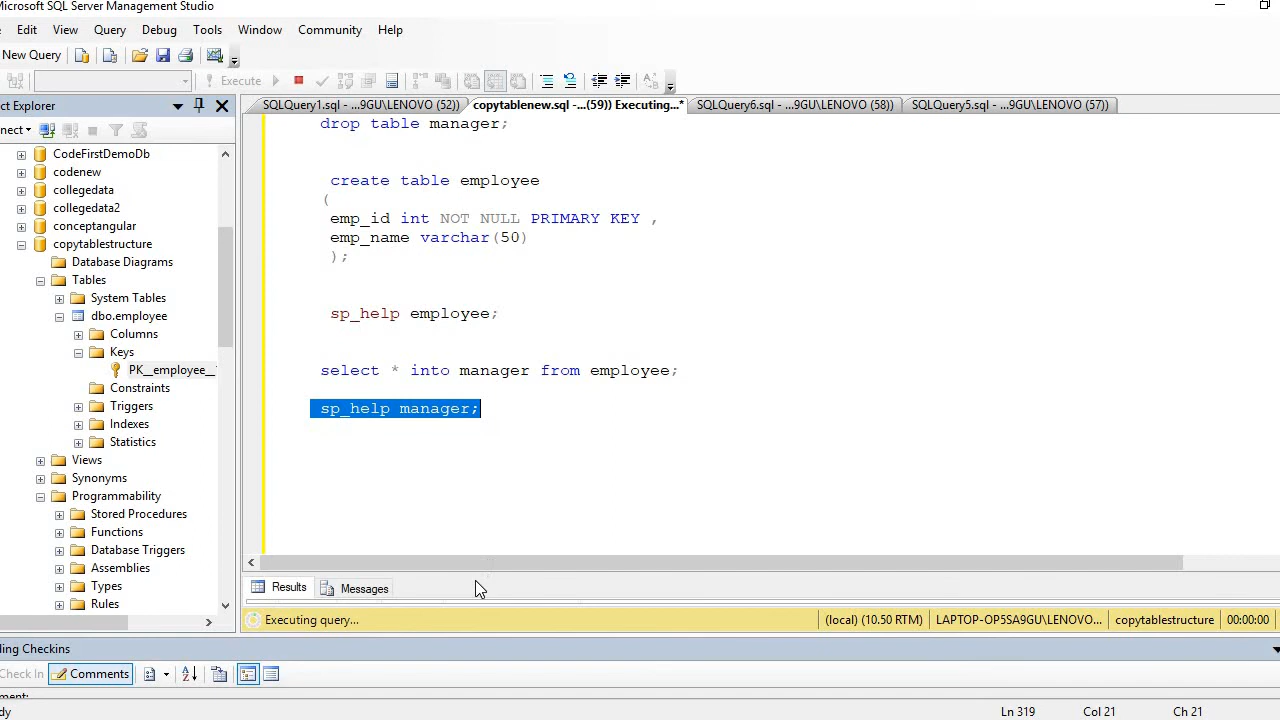 Microsoft SQL Server Management Studio
Edit View Query Debug Tools Window Community Help
New Query
Execute
ct Explorer
SQLQuery1.sql - ...9GU\LENOVO (52))
copytablenew.sql -...(59)) Executing...*
SQLQuery6.sql - ...9GU\LENOVO (58))
SQLQuery5.sql - ...9GU\LENOVO (57))
nect
CodeFirstDemoDb
codenew
collegedata
collegedata2
conceptangular
copytablestructure
Database Diagrams
Tables
System Tables
dbo.employee
Columns
Keys
PK__employee__
Constraints
Triggers
Indexes
Statistics
Views
Synonyms
Programmability
Stored Procedures
Functions
Database Triggers
Assemblies
Types
Rules
drop table manager;
create table employee
(
emp_id int NOT NULL PRIMARY KEY ,
emp_name varchar(50)
);
sp_help employee;
select * into manager from employee;
sp_help manager;
Results Messages
Executing query...
(local) (10.50 RTM) LAPTOP-OP5SA9GU\LENOVO... copytablestructure 00:00:00
ding Checkins
Check In Comments
ment:
dy
Ln 319 Col 21 Ch 21